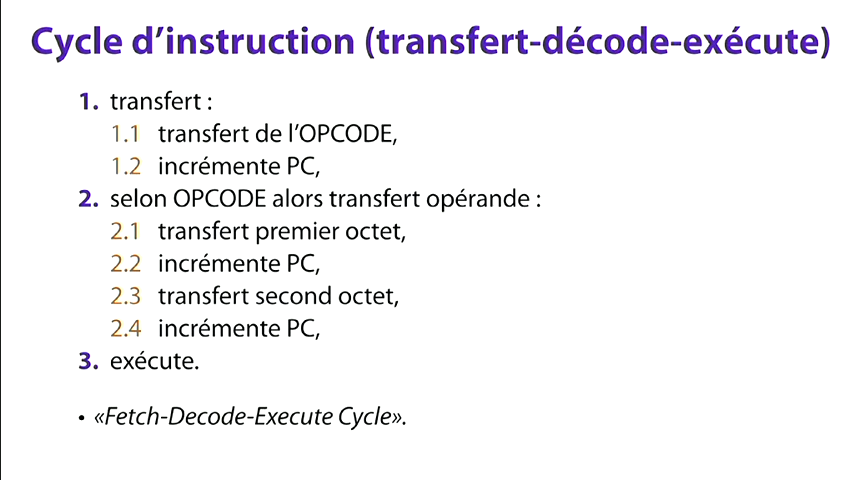 Cycle d’instruction (transfert-décode-exécute)
1. transfert :
1.1 transfert de l’OPCODE,
1.2 incrémente PC,
2. selon OPCODE alors transfert opérande :
2.1 transfert premier octet,
2.2 incrémente PC,
2.3 transfert second octet,
2.4 incrémente PC,
3. exécute.
• «Fetch-Decode-Execute Cycle».